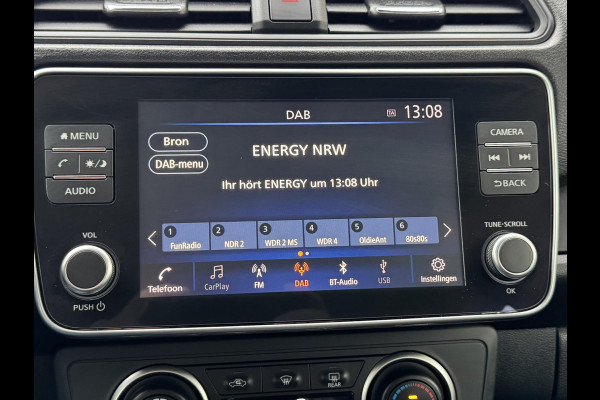 DAB
TA 13:08
Bron
DAB-menu
ENERGY NRW
Ihr hört ENERGY um 13:08 Uhr
1 2 3 4 5 6
FunRadio NDR 2 WDR 2 MS WDR 4 OldieAnt 80s80s
Telefoon CarPlay FM DAB BT-Audio USB Instellingen
MENU
AUDIO
VOL
PUSH
CAMERA
BACK
TUNE•SCROLL
OK
REAR